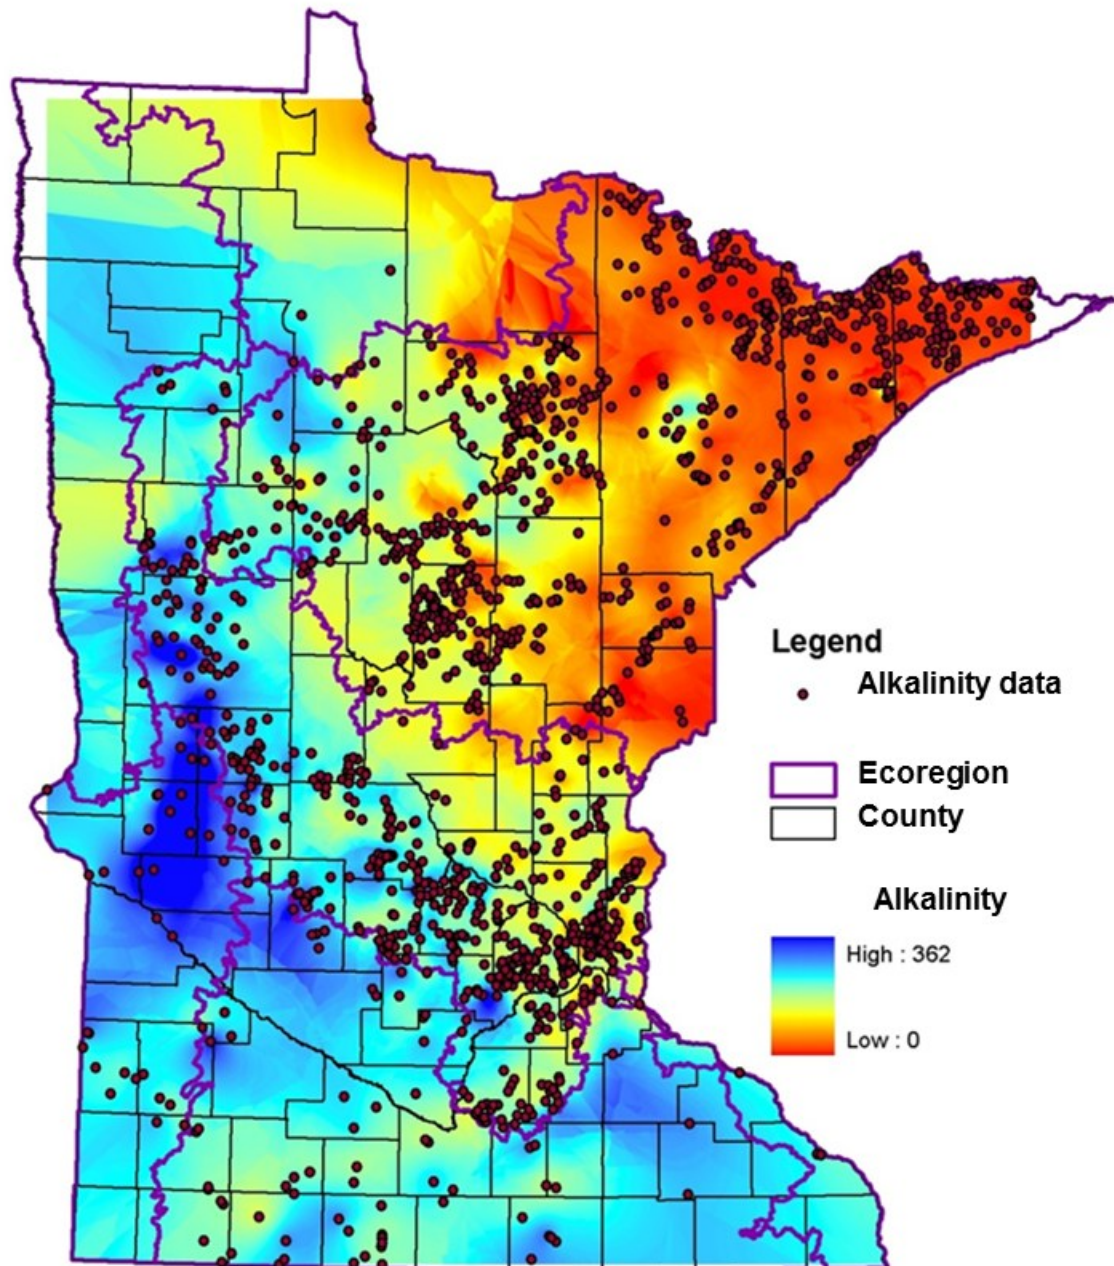 Legend
Alkalinity data
Ecoregion
County
Alkalinity
High : 362
Low : 0